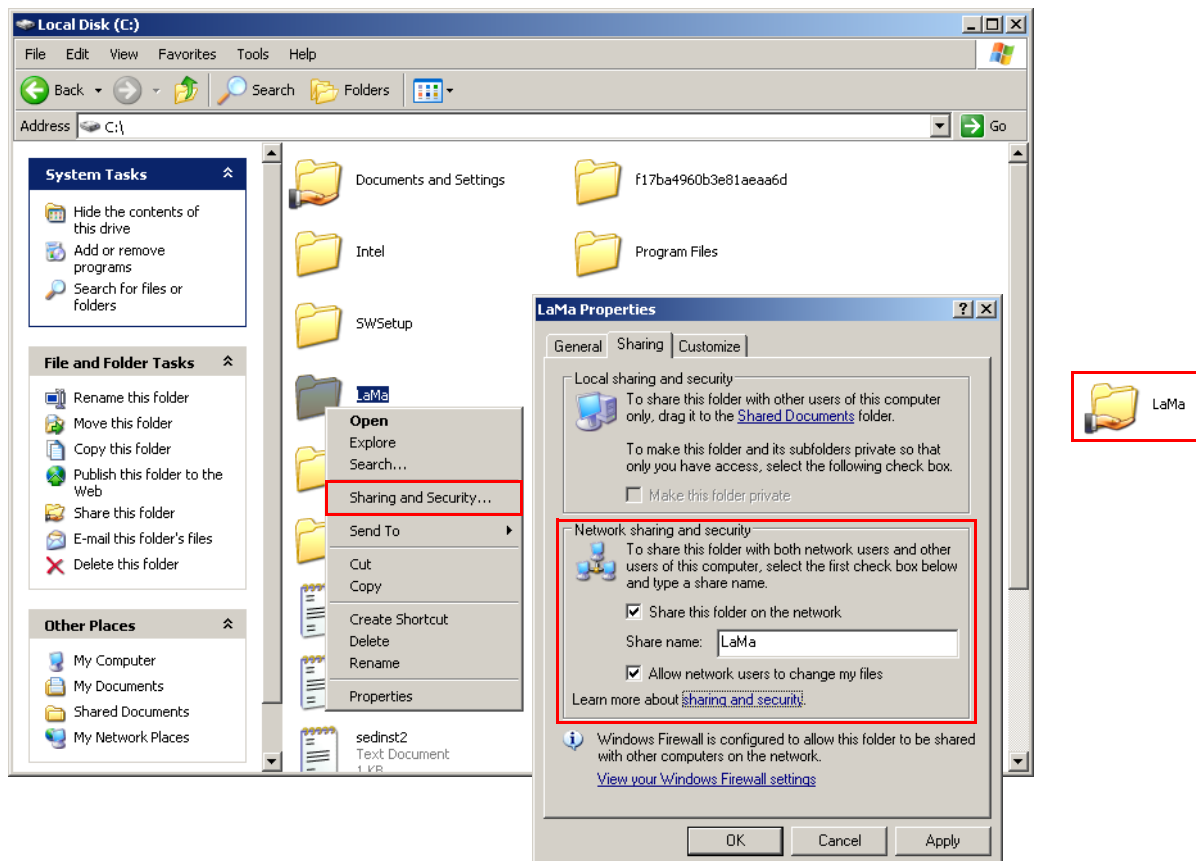 Local Disk (C:)
File Edit View Favorites Tools Help
Back Search Folders
Address C:\ Go
System Tasks
Hide the contents of
this drive
Add or remove
programs
Search for files or
folders
File and Folder Tasks
Rename this folder
Move this folder
Copy this folder
Publish this folder to the
Web
Share this folder
E-mail this folder's files
Delete this folder
Other Places
My Computer
My Documents
Shared Documents
My Network Places
Documents and Settings
f17ba4960b3e81aeaa6d
Intel
Program Files
SWSetup
LaMa
Open
Explore
Search...
Sharing and Security...
Send To
Cut
Copy
Create Shortcut
Delete
Rename
Properties
sedinst2
Text Document
1 KB
LaMa Properties
General Sharing Customize
Local sharing and security
To share this folder with other users of this computer
only, drag it to the Shared Documents folder.
To make this folder and its subfolders private so that
only you have access, select the following check box.
Make this folder private
Network sharing and security
To share this folder with both network users and other
users of this computer, select the first check box below
and type a share name.
Share this folder on the network
Share name: LaMa
Allow network users to change my files
Learn more about sharing and security.
Windows Firewall is configured to allow this folder to be shared
with other computers on the network.
View your Windows Firewall settings
OK Cancel Apply
LaMa